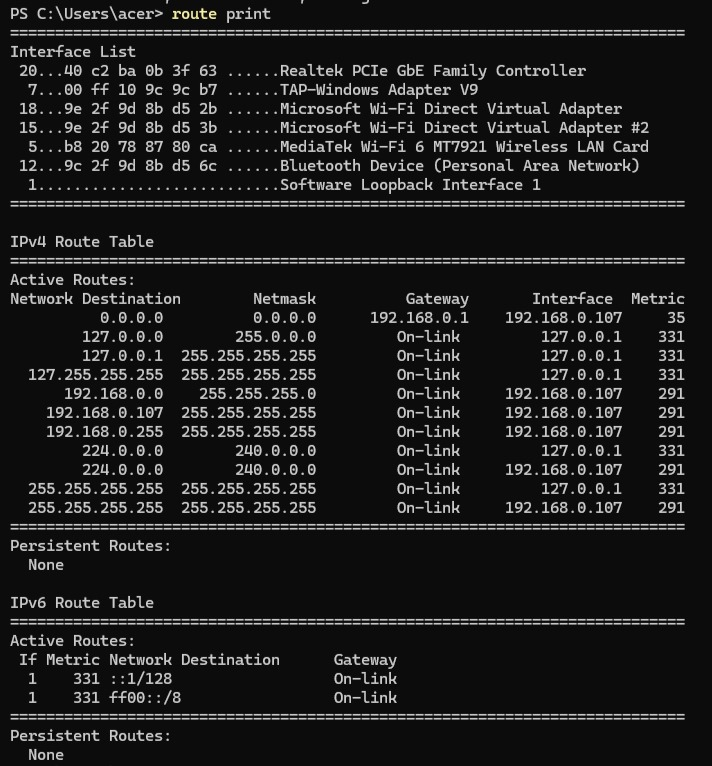 PS C:\Users\acer> route print
===========================================================================
Interface List
 20...40 c2 ba 0b 3f 63 ......Realtek PCIe GbE Family Controller
  7...00 ff 10 9c 9c b7 ......TAP-Windows Adapter V9
 18...9e 2f 9d 8b d5 2b ......Microsoft Wi-Fi Direct Virtual Adapter
 15...9e 2f 9d 8b d5 3b ......Microsoft Wi-Fi Direct Virtual Adapter #2
  5...b8 20 78 87 80 ca ......MediaTek Wi-Fi 6 MT7921 Wireless LAN Card
 12...9c 2f 9d 8b d5 6c ......Bluetooth Device (Personal Area Network)
  1...........................Software Loopback Interface 1
===========================================================================

IPv4 Route Table
===========================================================================
Active Routes:
Network Destination        Netmask          Gateway       Interface  Metric
          0.0.0.0          0.0.0.0      192.168.0.1    192.168.0.107     35
        127.0.0.0        255.0.0.0         On-link         127.0.0.1    331
        127.0.0.1  255.255.255.255         On-link         127.0.0.1    331
  127.255.255.255  255.255.255.255         On-link         127.0.0.1    331
      192.168.0.0    255.255.255.0         On-link     192.168.0.107    291
    192.168.0.107  255.255.255.255         On-link     192.168.0.107    291
    192.168.0.255  255.255.255.255         On-link     192.168.0.107    291
        224.0.0.0        240.0.0.0         On-link         127.0.0.1    331
        224.0.0.0        240.0.0.0         On-link     192.168.0.107    291
  255.255.255.255  255.255.255.255         On-link         127.0.0.1    331
  255.255.255.255  255.255.255.255         On-link     192.168.0.107    291
===========================================================================
Persistent Routes:
  None

IPv6 Route Table
===========================================================================
Active Routes:
 If Metric Network Destination      Gateway
  1    331 ::1/128                  On-link
  1    331 ff00::/8                 On-link
===========================================================================
Persistent Routes:
  None